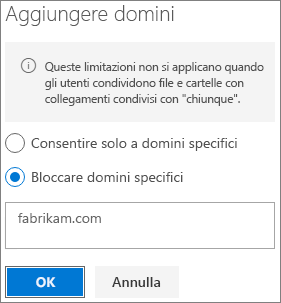 Aggiungere domini
Queste limitazioni non si applicano quando
gli utenti condividono file e cartelle con
collegamenti condivisi con "chiunque".
Consentire solo a domini specifici
Bloccare domini specifici
fabrikam.com
OK
Annulla